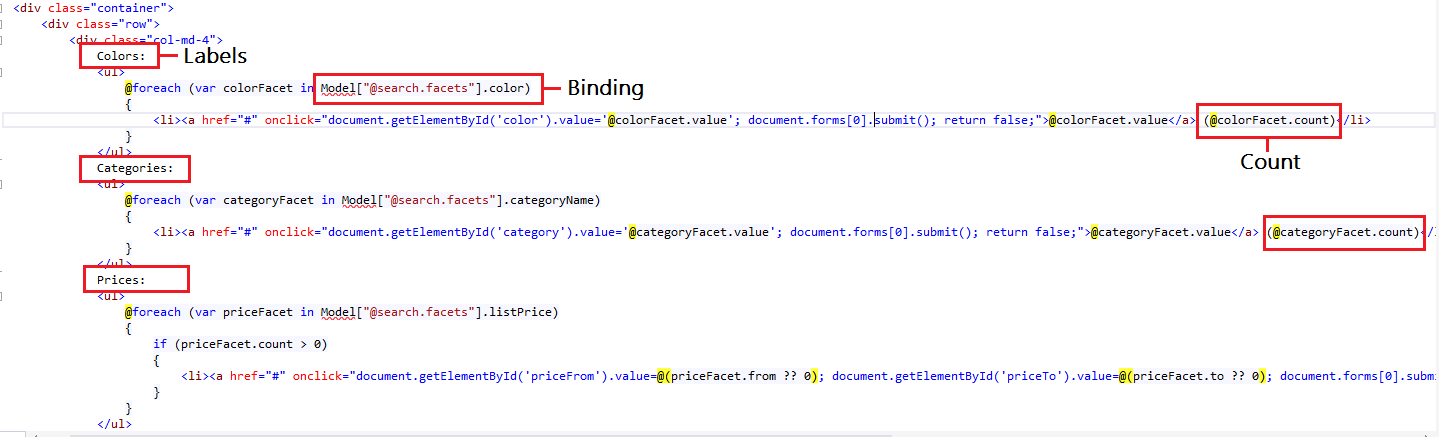 <div class="container">
<div class="row">
<div class="col-md-4">
Colors: Labels
<ul>
@foreach (var colorFacet in Model["@search.facets"].color) Binding
{
<li><a href="#" onclick="document.getElementById('color').value='@colorFacet.value'; document.forms[0].submit(); return false;">@colorFacet.value</a> (@colorFacet.count)</li>
}
</ul>
Count
Categories:
<ul>
@foreach (var categoryFacet in Model["@search.facets"].categoryName)
{
<li><a href="#" onclick="document.getElementById('category').value='@categoryFacet.value'; document.forms[0].submit(); return false;">@categoryFacet.value</a> (@categoryFacet.count)</l
}
</ul>
Prices:
<ul>
@foreach (var priceFacet in Model["@search.facets"].listPrice)
{
if (priceFacet.count > 0)
{
<li><a href="#" onclick="document.getElementById('priceFrom').value=@(priceFacet.from ?? 0); document.getElementById('priceTo').value=@(priceFacet.to ?? 0); document.forms[0].subm
}
}
</ul>